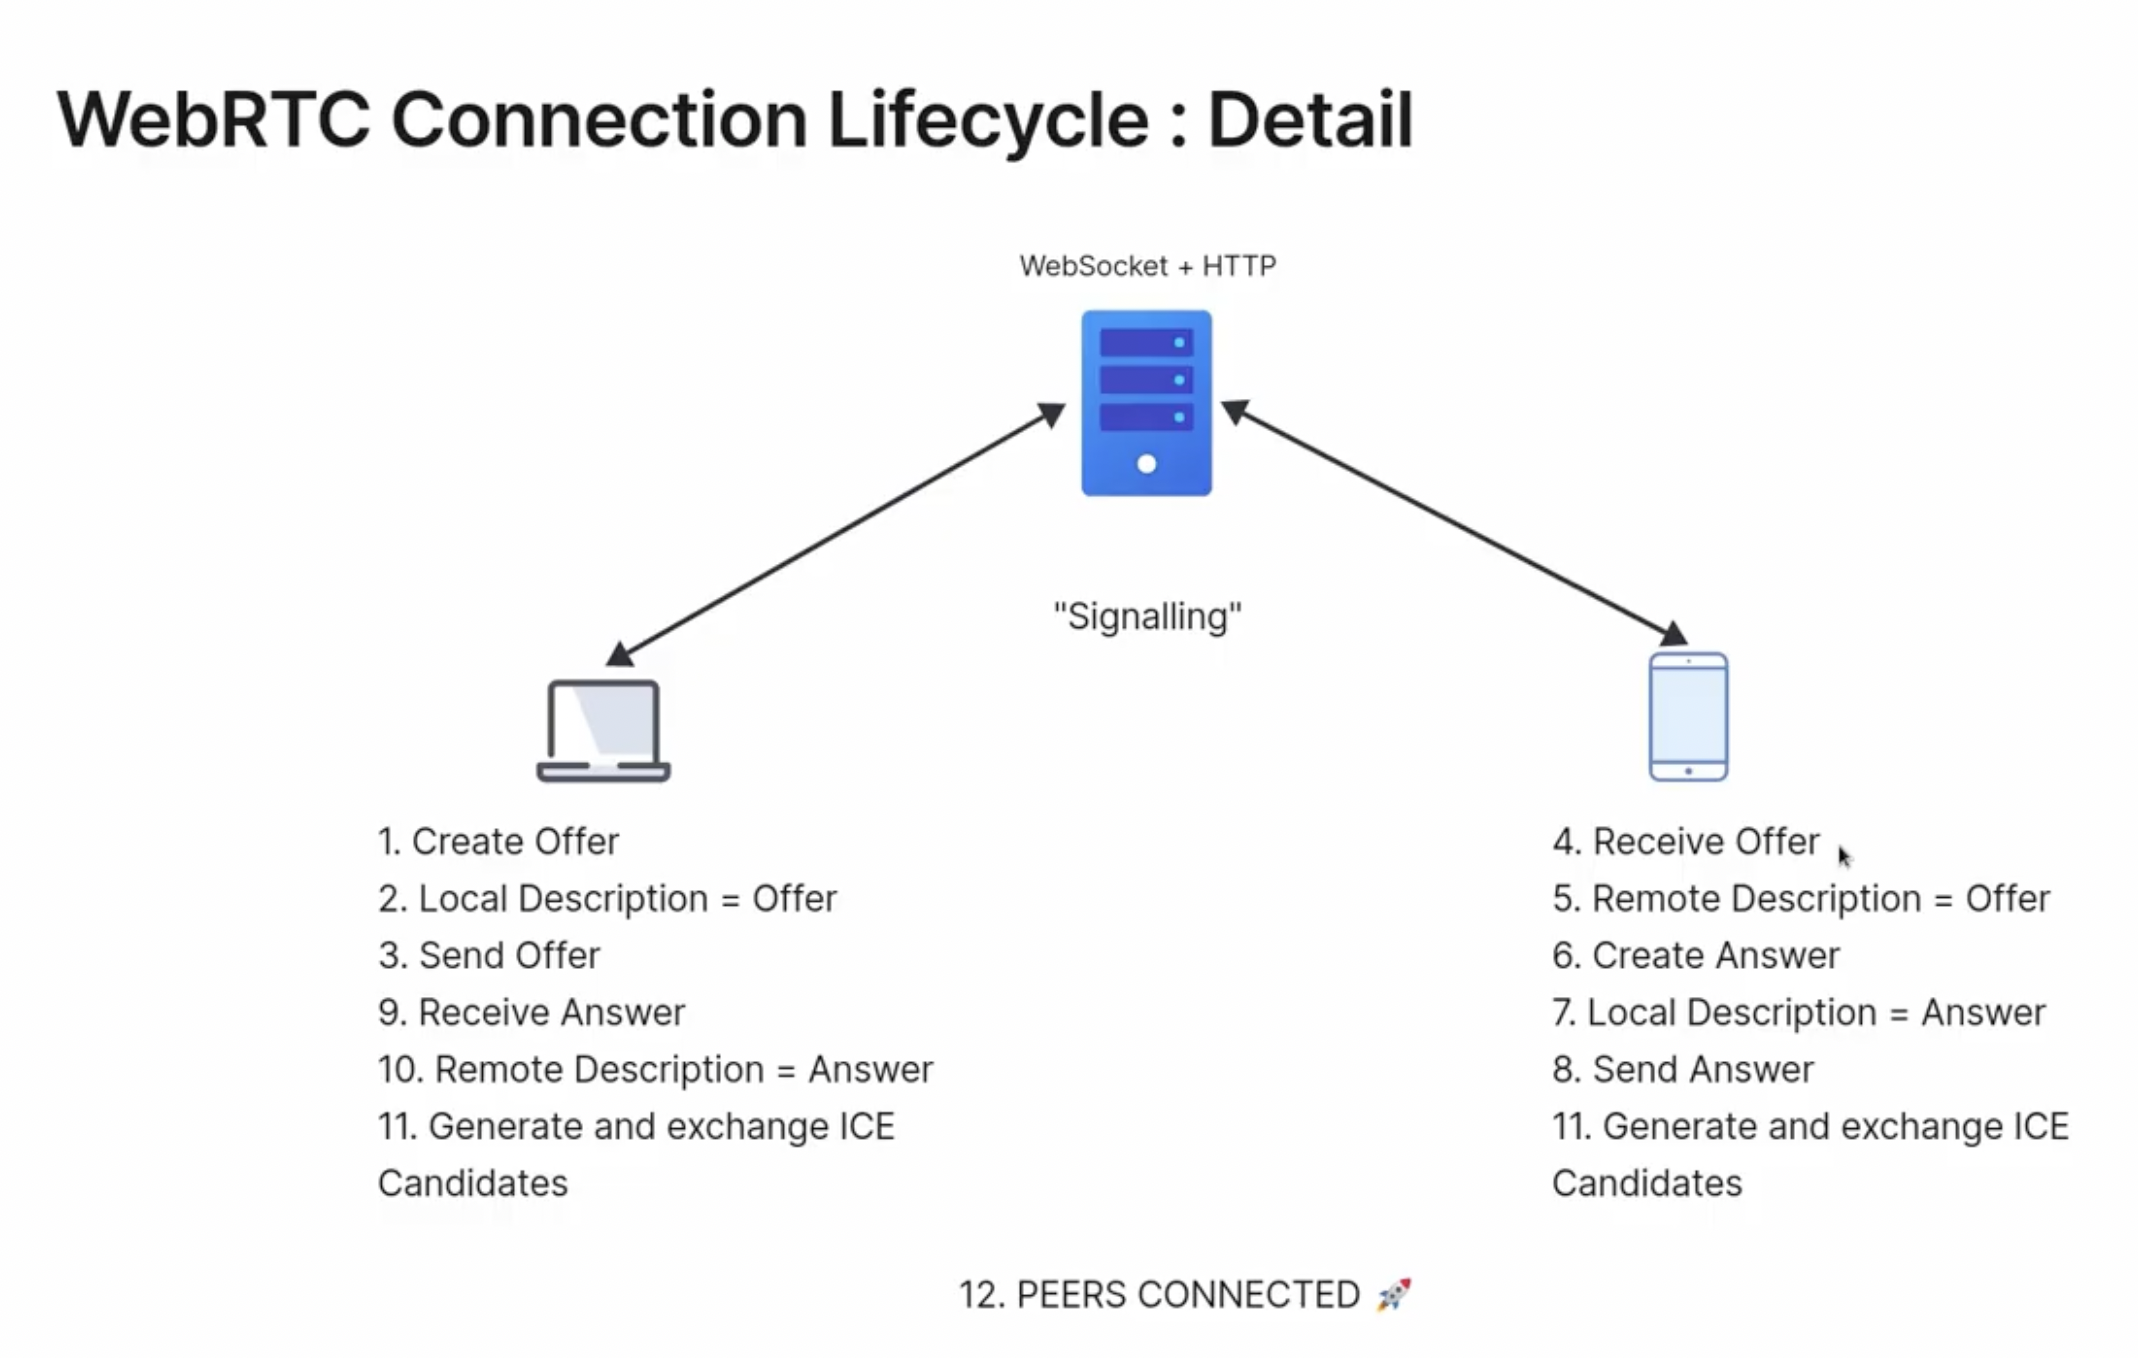 WebRTC Connection Lifecycle : Detail
WebSocket + HTTP
"Signalling"
1. Create Offer
2. Local Description = Offer
3. Send Offer
9. Receive Answer
10. Remote Description = Answer
11. Generate and exchange ICE
Candidates
4. Receive Offer
5. Remote Description = Offer
6. Create Answer
7. Local Description = Answer
8. Send Answer
11. Generate and exchange ICE
Candidates
12. PEERS CONNECTED 🚀